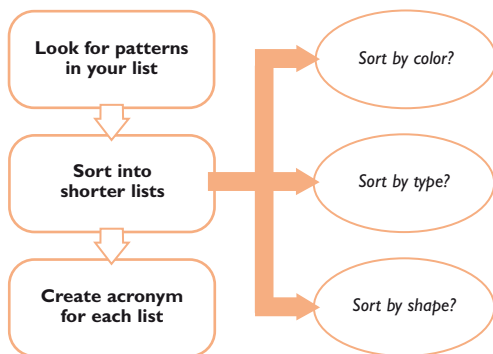 Look for patterns
in your list
Sort into
shorter lists
Create acronym
for each list
Sort by color?
Sort by type?
Sort by shape?